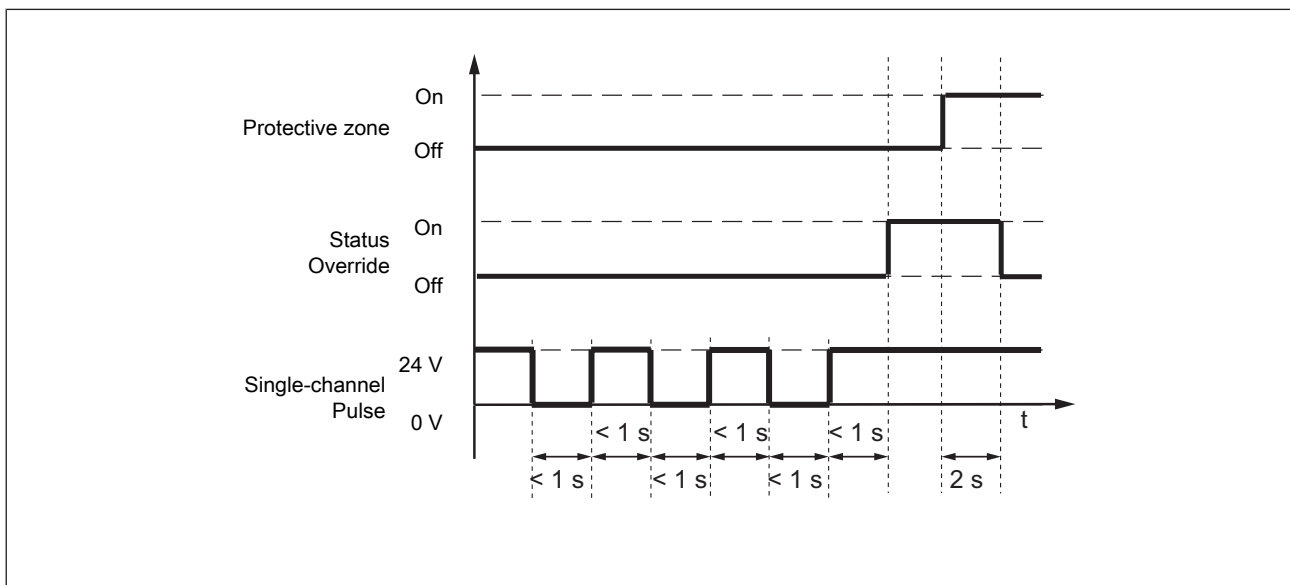 On
Protective zone
Off
On
Status
Override
Off
24 V
Single-channel
Pulse
0 V
t
< 1 s
< 1 s
< 1 s
< 1 s
< 1 s
< 1 s
2 s